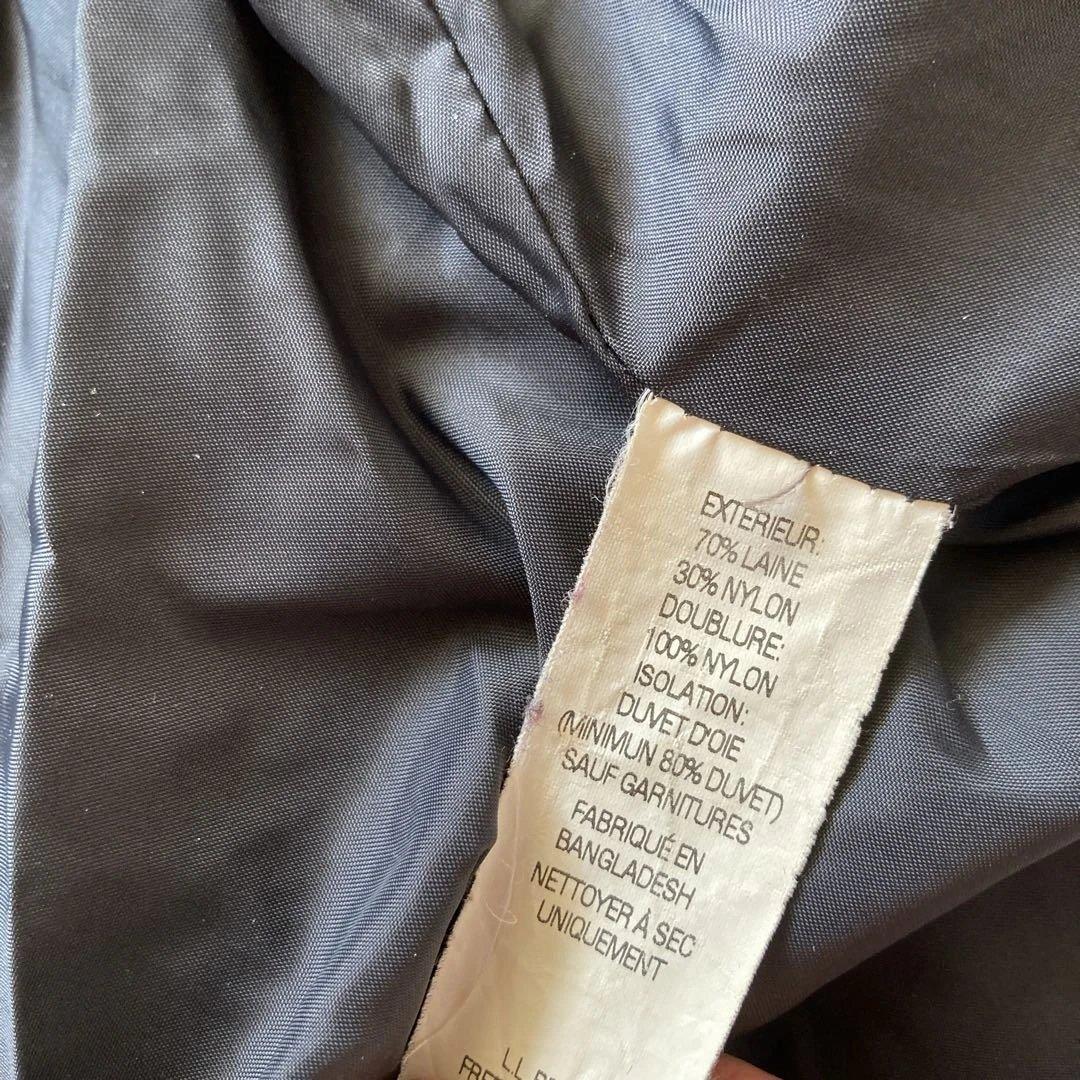 EXTERIEUR:
70% LAINE
30% NYLON
DOUBLURE:
100% NYLON
ISOLATION:
DUVET D'OIE
(MINIMUN 80% DUVET)
SAUF GARNITURES
FABRIQUÉ EN
BANGLADESH
NETTOYER À SEC
UNIQUEMENT
L.L.